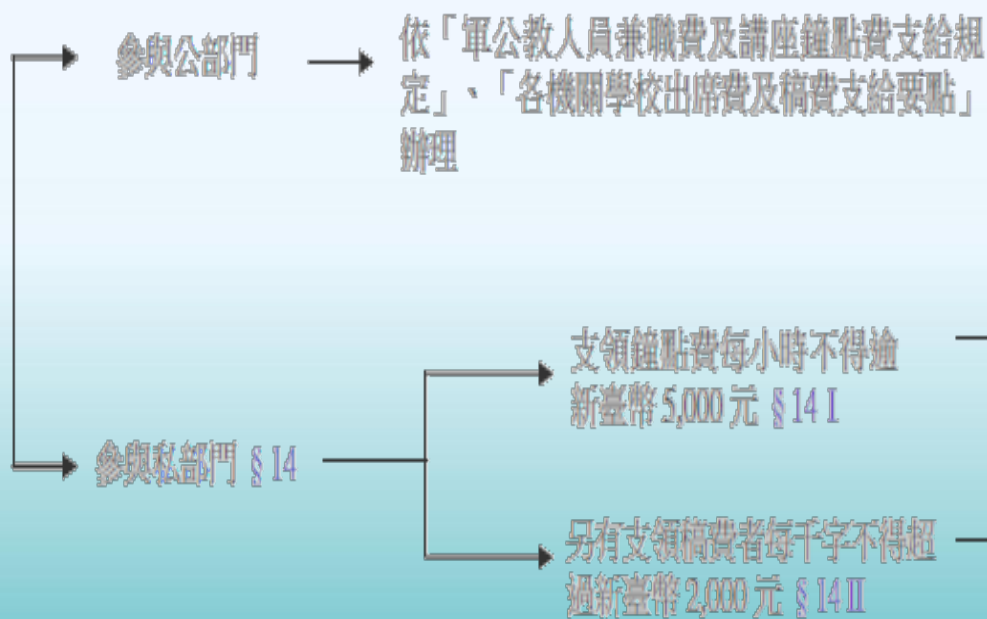 參與公部門
依「軍公教人員兼職費及講座鐘點費支給規
定」、「各機關學校出席費及稿費支給要點」
辦理
支領鐘點費每小時不得逾
新臺幣 5,000 元 § 14 I
參與私部門 § 14
另有支領稿費者每千字不得超
過新臺幣 2,000 元 § 14 II